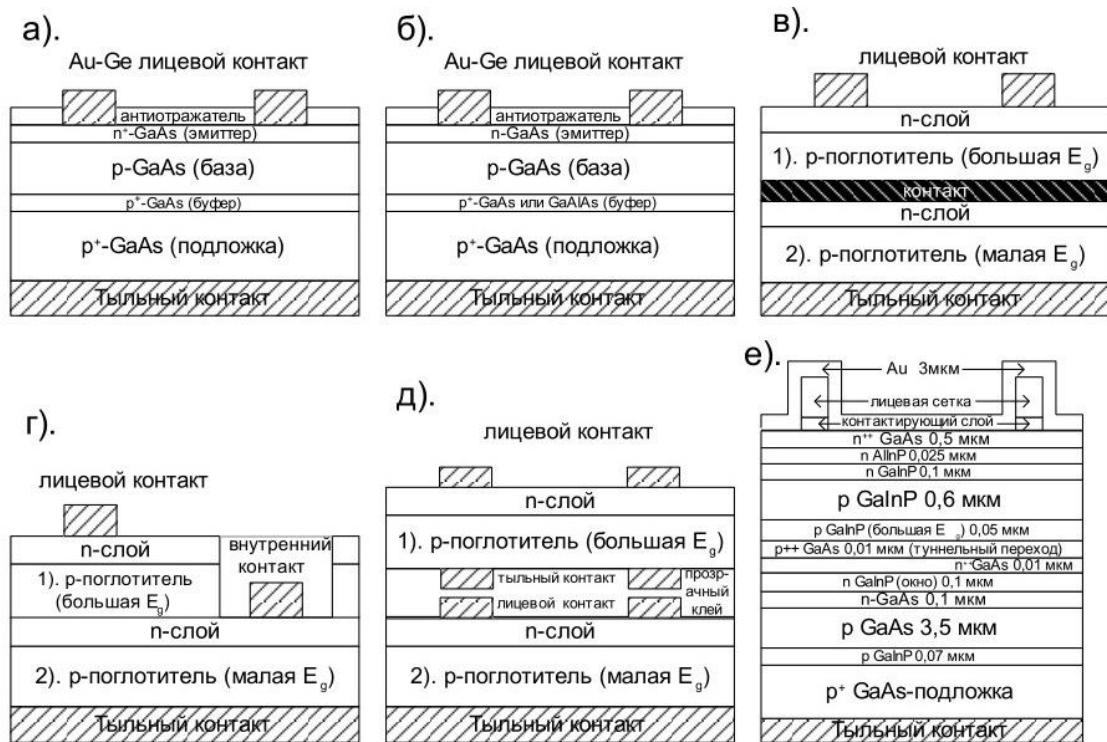 а).
Au-Ge лицевой контакт
антиотражатель
n⁺-GaAs (эмиттер)
p-GaAs (база)
p⁺-GaAs (буфер)
p⁺-GaAs (подложка)
Тыльный контакт
б).
Au-Ge лицевой контакт
антиотражатель
n-GaAs (эмиттер)
p-GaAs (база)
p⁺-GaAs или GaAlAs (буфер)
p⁺-GaAs (подложка)
Тыльный контакт
в).
лицевой контакт
n-слой
1). p-поглотитель (большая E_g)
контакт
n-слой
2). p-поглотитель (малая E_g)
Тыльный контакт
г).
лицевой контакт
n-слой
внутренний
контакт
1). p-поглотитель
(большая E_g)
n-слой
2). p-поглотитель (малая E_g)
Тыльный контакт
д).
лицевой контакт
n-слой
1). p-поглотитель (большая E_g)
тыльный контакт
лицевой контакт
прозр-
ачный
клей
n-слой
2). p-поглотитель (малая E_g)
Тыльный контакт
е).
Au 3мкм
лицевая сетка
контактирующий слой
n⁺⁺ GaAs 0,5 мкм
n AlInP 0,025 мкм
n GaInP 0,1 мкм
p GaInP 0,6 мкм
p GaInP (большая E_g) 0,05 мкм
p++ GaAs 0,01 мкм (туннельный переход)
n⁺⁺GaAs 0,01 мкм
n GaInP (окно) 0,1 мкм
n-GaAs 0,1 мкм
p GaAs 3,5 мкм
p GaInP 0,07 мкм
p⁺ GaAs-подложка
Тыльный контакт